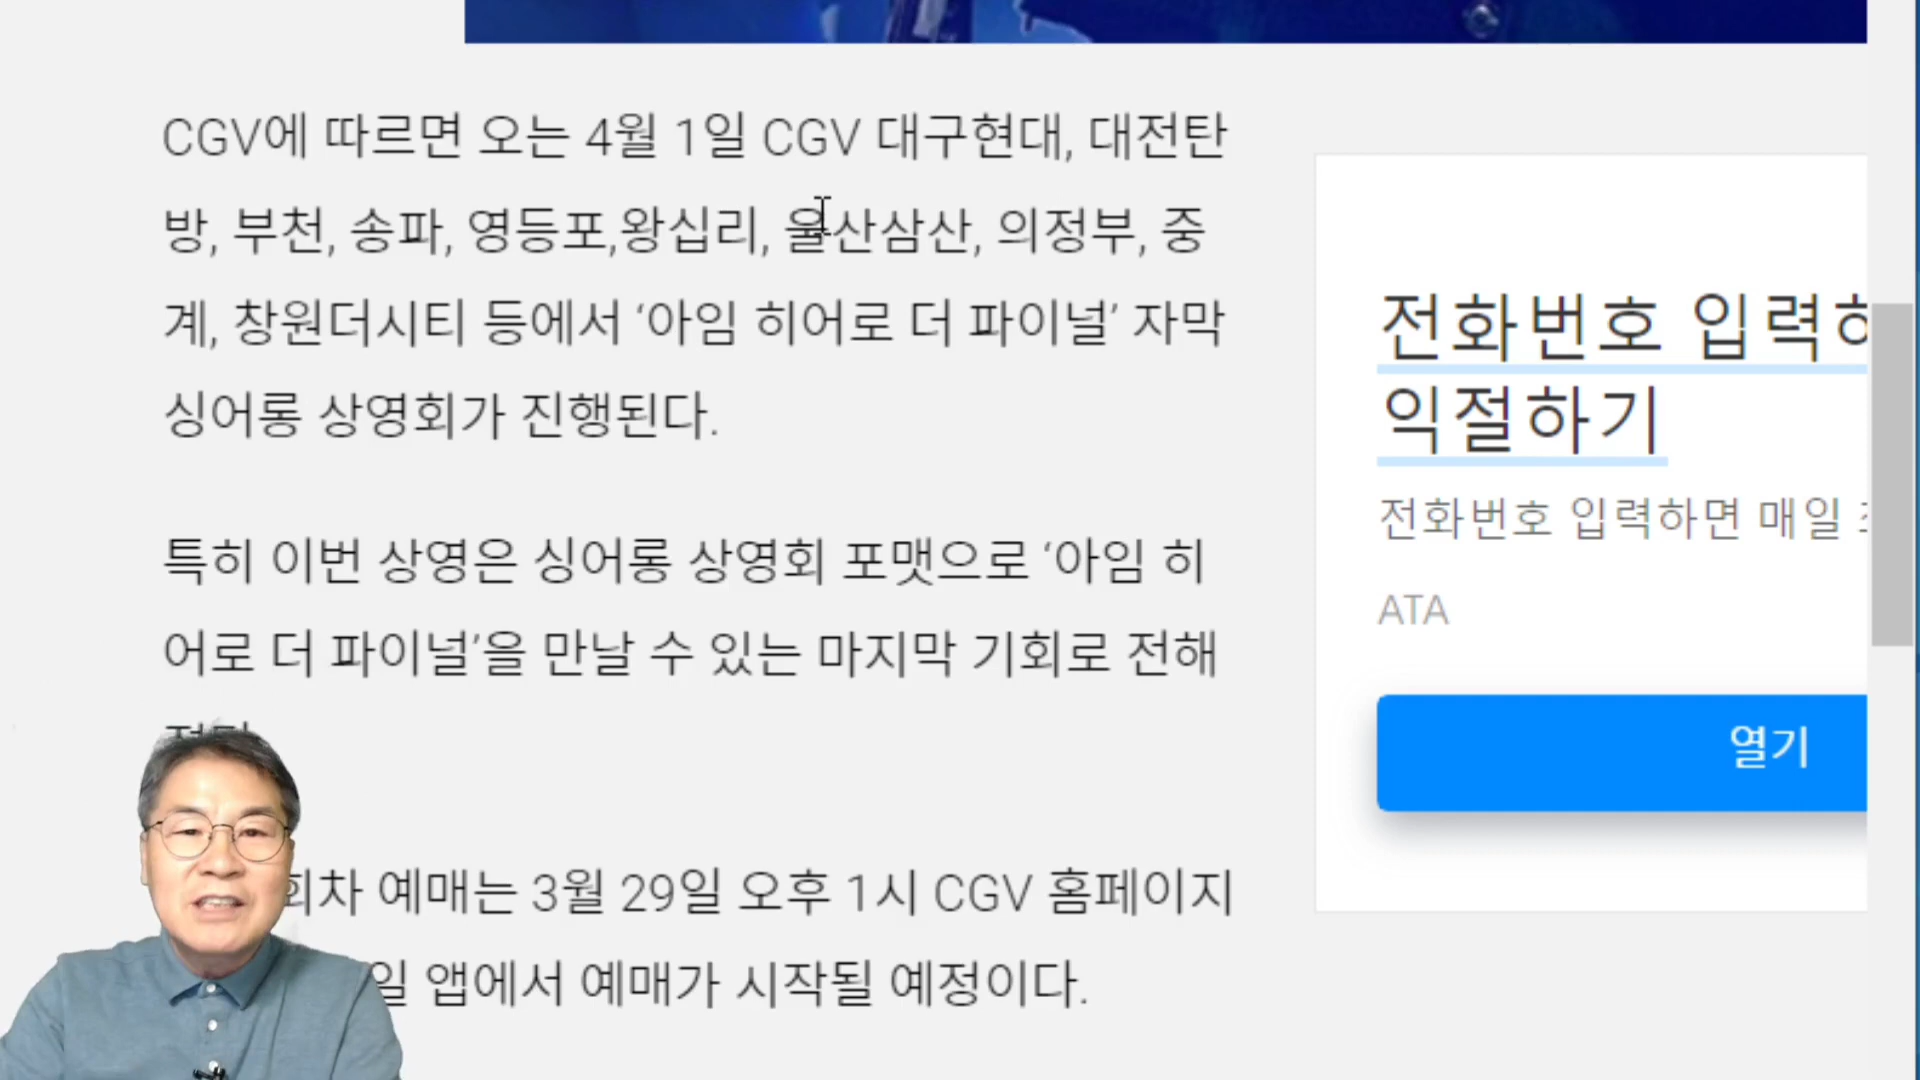 CGV에 따르면 오는 4월 1일 CGV 대구현대, 대전탄
방, 부천, 송파, 영등포,왕십리, 울산삼산, 의정부, 중
계, 창원더시티 등에서 ‘아임 히어로 더 파이널’ 자막
싱어롱 상영회가 진행된다.
특히 이번 상영은 싱어롱 상영회 포맷으로 ‘아임 히
어로 더 파이널’을 만날 수 있는 마지막 기회로 전해
회차 예매는 3월 29일 오후 1시 CGV 홈페이지
일 앱에서 예매가 시작될 예정이다.
전화번호 입력하
익절하기
전화번호 입력하면 매일
ATA
열기